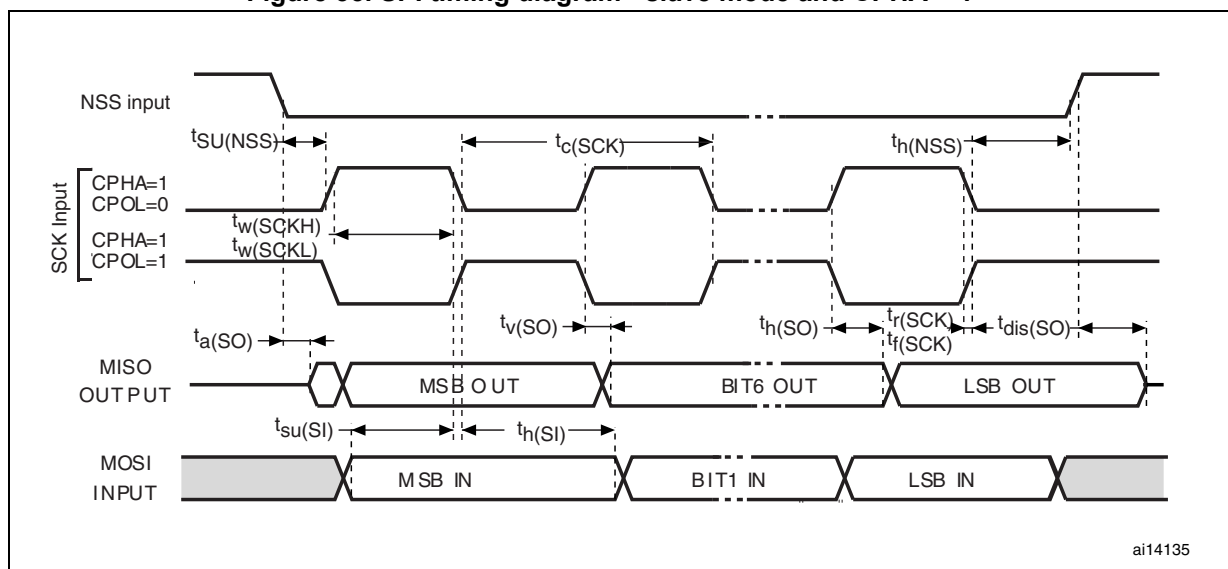 NSS input
tSU(NSS)
tc(SCK)
th(NSS)
SCK Input
CPHA=1
CPOL=0
CPHA=1
CPOL=1
tw(SCKH)
tw(SCKL)
ta(SO)
tv(SO)
th(SO)
tr(SCK)
tf(SCK)
tdis(SO)
MISO
OUTPUT
MSB OUT
BIT6 OUT
LSB OUT
tsu(SI)
th(SI)
MOSI
INPUT
MSB IN
BIT1 IN
LSB IN
ai14135